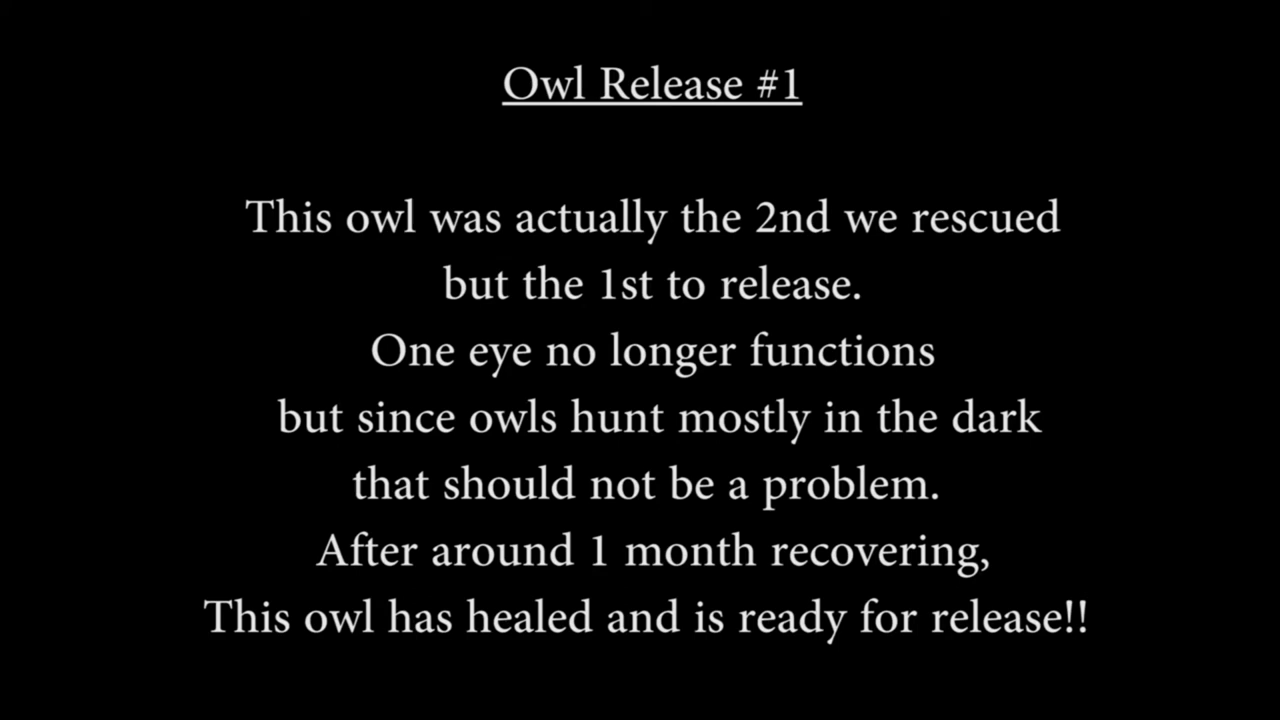 Owl Release #1
This owl was actually the 2nd we rescued
but the 1st to release.
One eye no longer functions
but since owls hunt mostly in the dark
that should not be a problem.
After around 1 month recovering,
This owl has healed and is ready for release!!